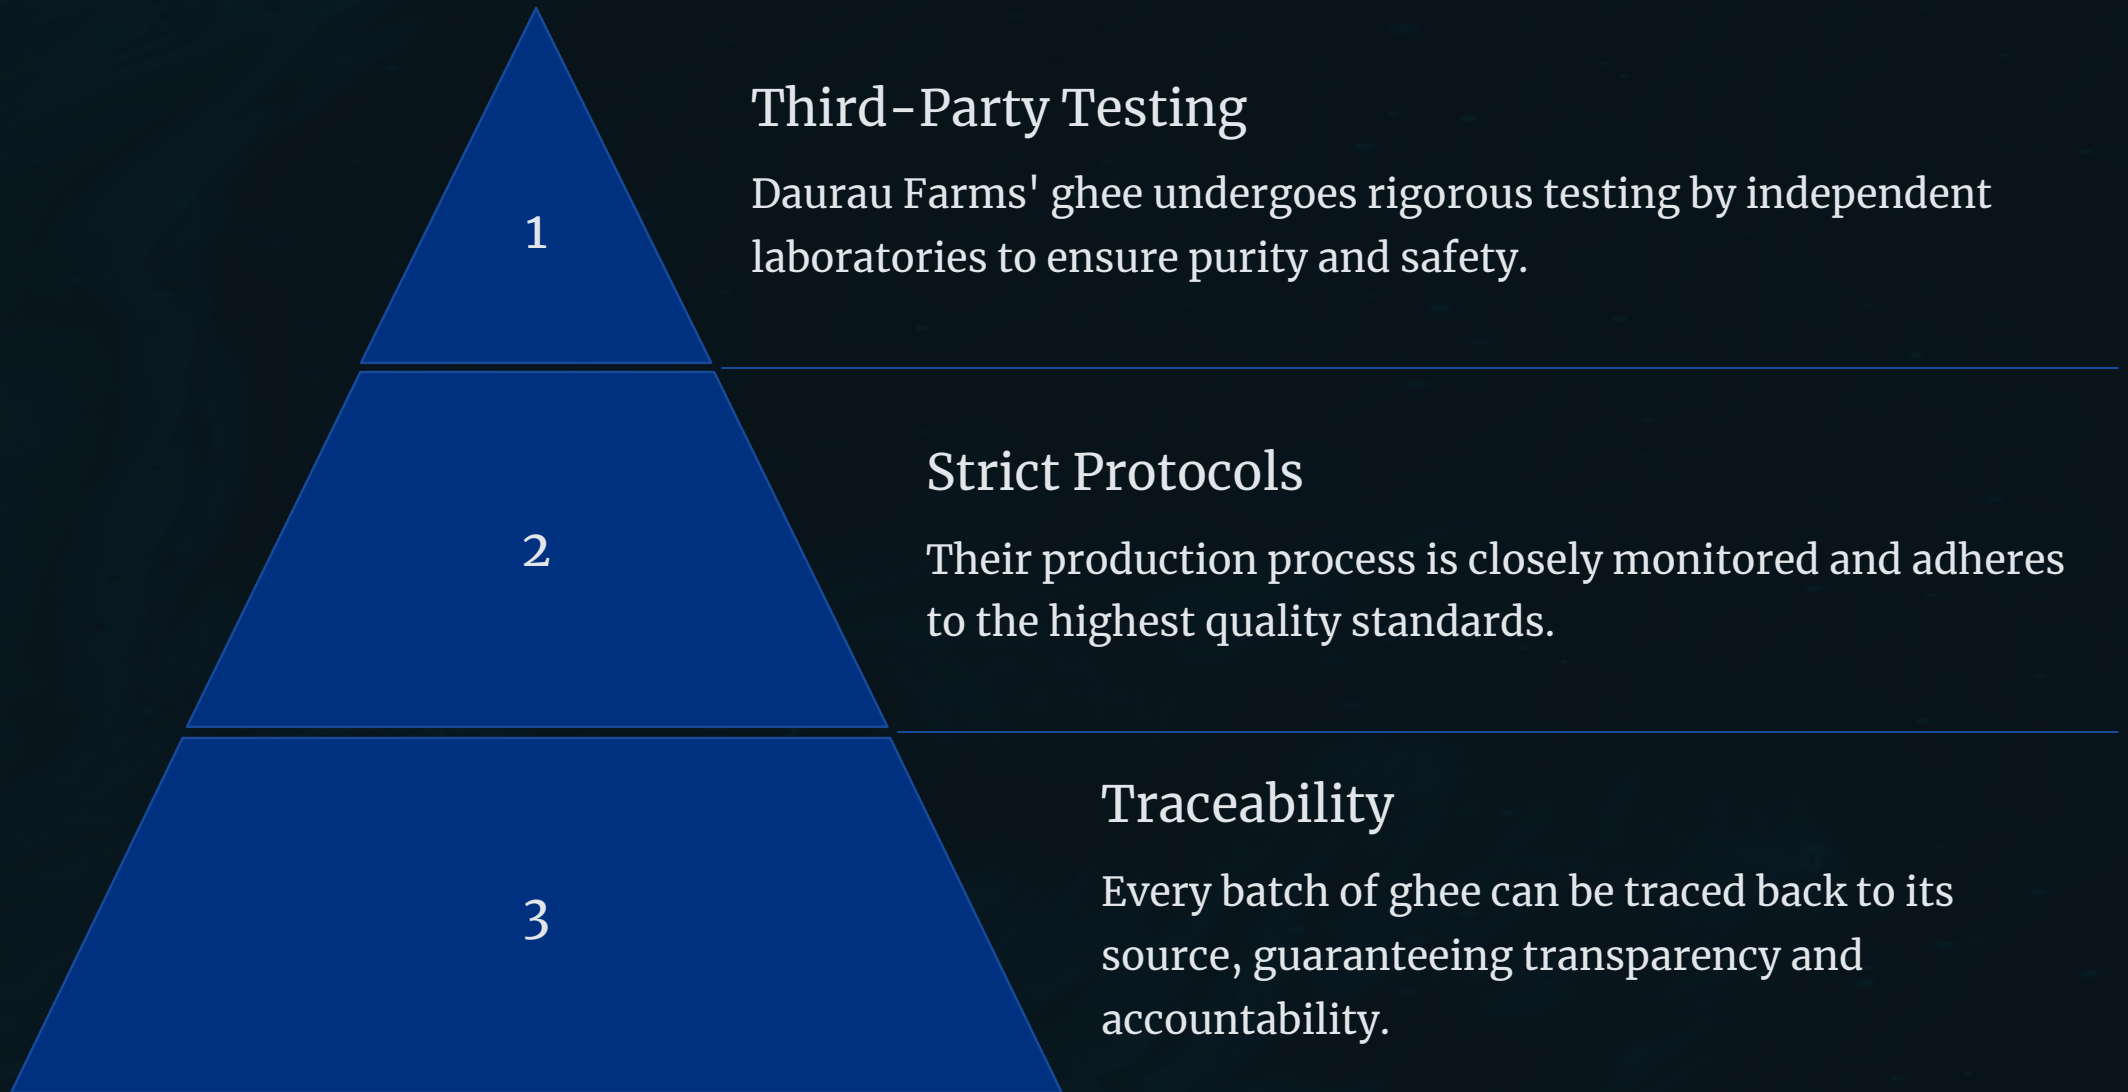 1
Third-Party Testing
Daurau Farms' ghee undergoes rigorous testing by independent
laboratories to ensure purity and safety.
2
Strict Protocols
Their production process is closely monitored and adheres
to the highest quality standards.
3
Traceability
Every batch of ghee can be traced back to its
source, guaranteeing transparency and
accountability.